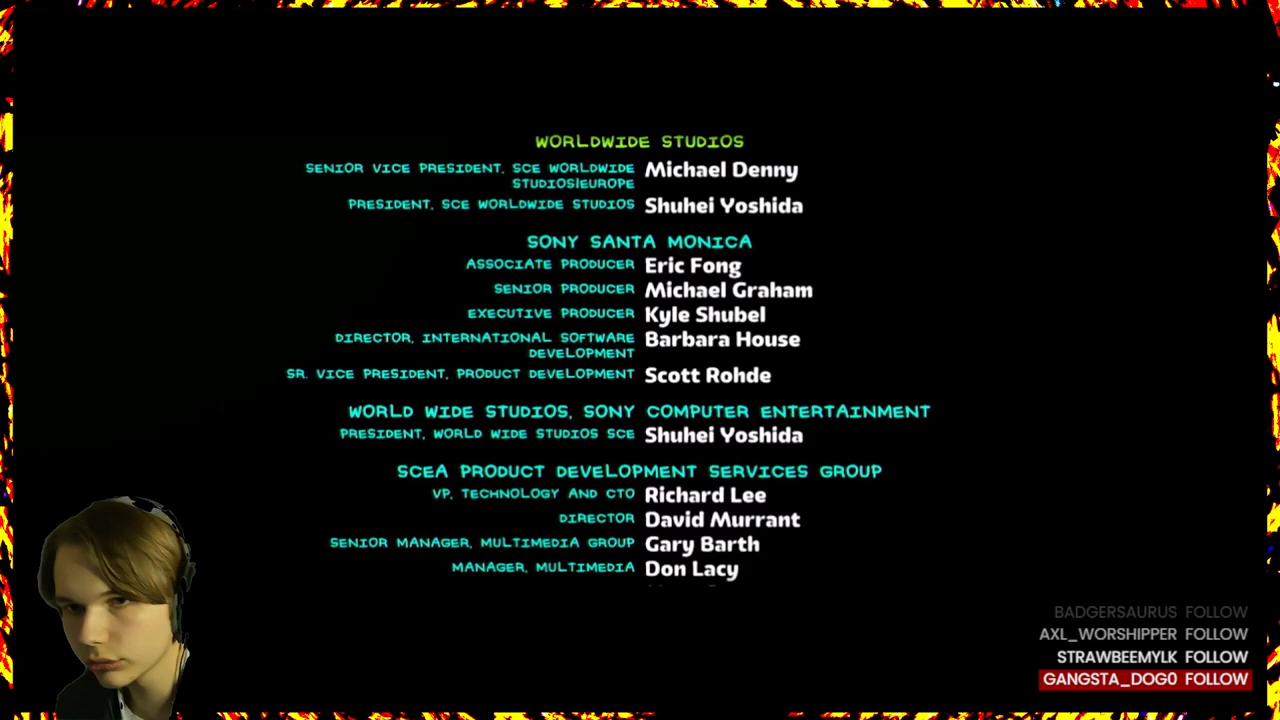 WORLDWIDE STUDIOS
SENIOR VICE PRESIDENT, SCE WORLDWIDE STUDIOS|EUROPE Michael Denny
PRESIDENT, SCE WORLDWIDE STUDIOS Shuhei Yoshida
SONY SANTA MONICA
ASSOCIATE PRODUCER Eric Fong
SENIOR PRODUCER Michael Graham
EXECUTIVE PRODUCER Kyle Shubel
DIRECTOR, INTERNATIONAL SOFTWARE DEVELOPMENT Barbara House
SR. VICE PRESIDENT, PRODUCT DEVELOPMENT Scott Rohde
WORLD WIDE STUDIOS, SONY COMPUTER ENTERTAINMENT
PRESIDENT, WORLD WIDE STUDIOS SCE Shuhei Yoshida
SCEA PRODUCT DEVELOPMENT SERVICES GROUP
VP, TECHNOLOGY AND CTO Richard Lee
DIRECTOR David Murrant
SENIOR MANAGER, MULTIMEDIA GROUP Gary Barth
MANAGER, MULTIMEDIA Don Lacy
BADGERSAURUS FOLLOW
AXL_WORSHIPPER FOLLOW
STRAWBEEMYLK FOLLOW
GANGSTA_DOG0 FOLLOW